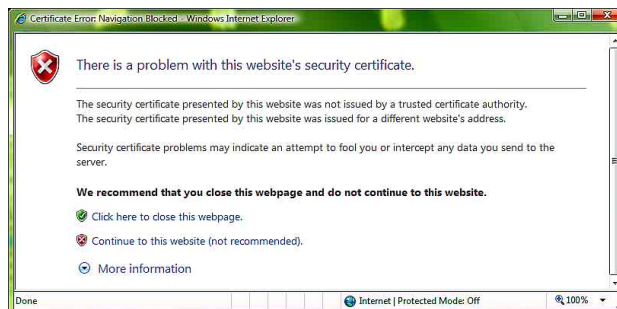 Certificate Error: Navigation Blocked - Windows Internet Explorer
There is a problem with this website's security certificate.
The security certificate presented by this website was not issued by a trusted certificate authority.
The security certificate presented by this website was issued for a different website's address.
Security certificate problems may indicate an attempt to fool you or intercept any data you send to the
server.
We recommend that you close this webpage and do not continue to this website.
Click here to close this webpage.
Continue to this website (not recommended).
More information
Done Internet | Protected Mode: Off 100%